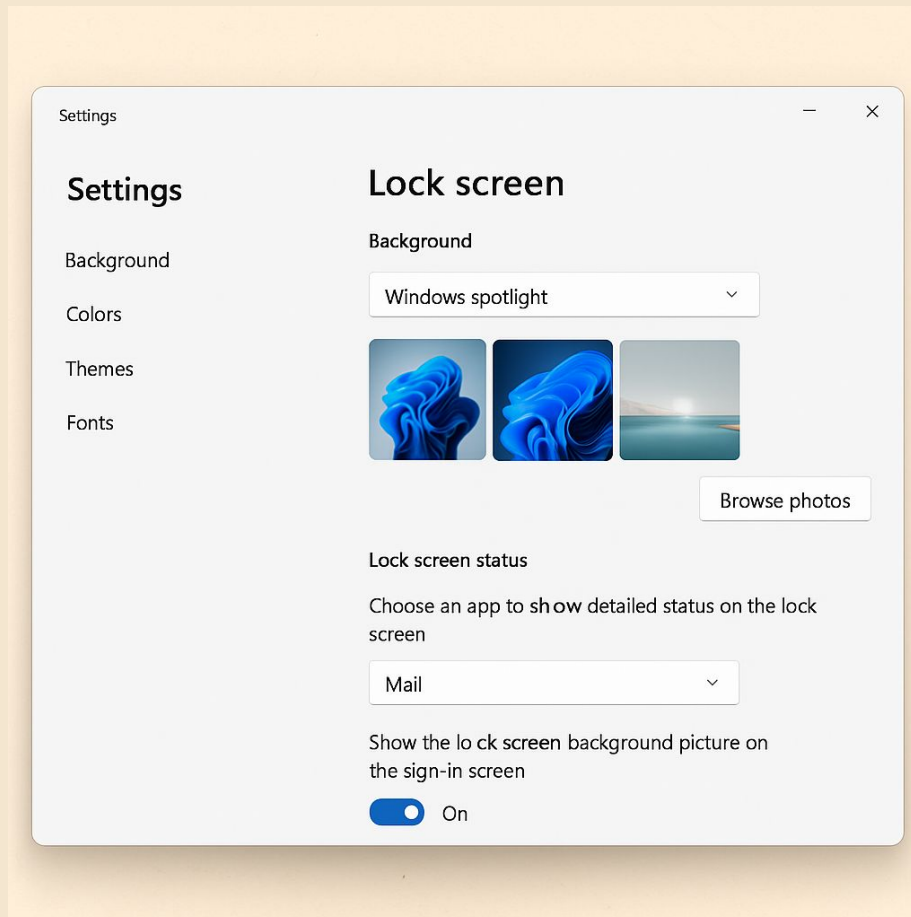 Settings
Settings
Background
Colors
Themes
Fonts
Lock screen
Background
Windows spotlight
Browse photos
Lock screen status
Choose an app to show detailed status on the lock
screen
Mail
Show the lo ck screen background picture on
the sign-in screen
On